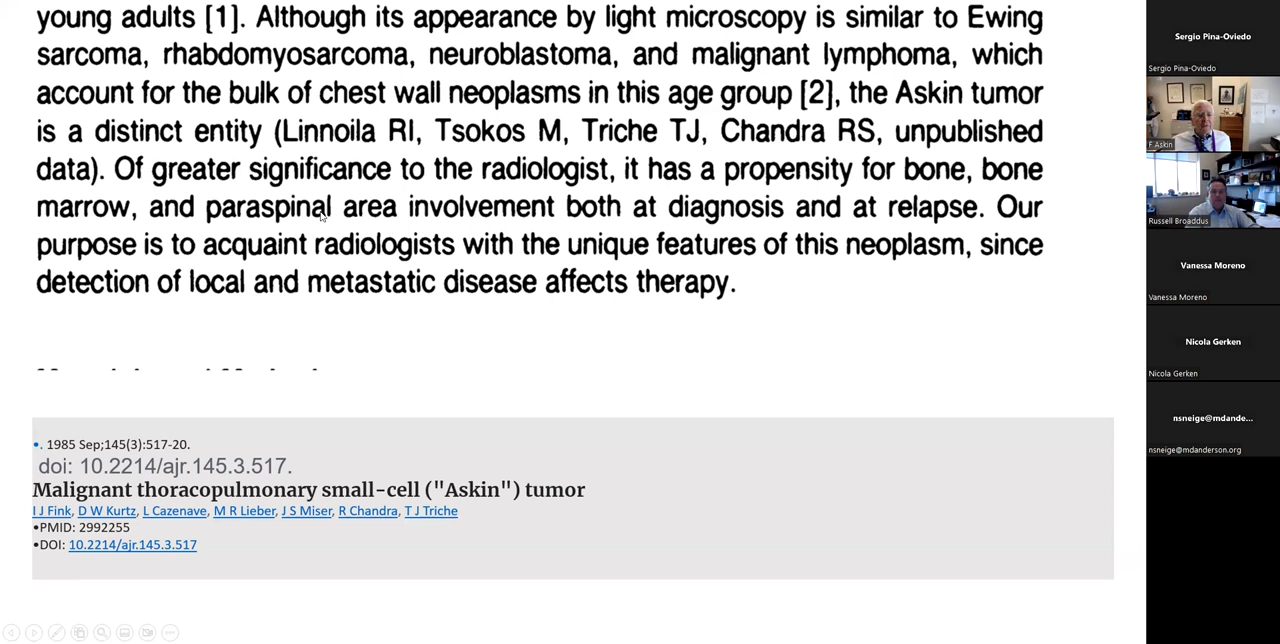 young adults [1]. Although its appearance by light microscopy is similar to Ewing
sarcoma, rhabdomyosarcoma, neuroblastoma, and malignant lymphoma, which
account for the bulk of chest wall neoplasms in this age group [2], the Askin tumor
is a distinct entity (Linnoila RI, Tsokos M, Triche TJ, Chandra RS, unpublished
data). Of greater significance to the radiologist, it has a propensity for bone, bone
marrow, and paraspinal area involvement both at diagnosis and at relapse. Our
purpose is to acquaint radiologists with the unique features of this neoplasm, since
detection of local and metastatic disease affects therapy.
•. 1985 Sep;145(3):517-20.
doi: 10.2214/ajr.145.3.517.
Malignant thoracopulmonary small-cell ("Askin") tumor
I J Fink, D W Kurtz, L Cazenave, M R Lieber, J S Miser, R Chandra, T J Triche
•PMID: 2992255
•DOI: 10.2214/ajr.145.3.517
Sergio Pina-Oviedo
Sergio Pina-Oviedo
F Askin
Russell Broaddus
Vanessa Moreno
Vanessa Moreno
Nicola Gerken
Nicola Gerken
nsneige@mdande...
nsneige@mdanderson.org